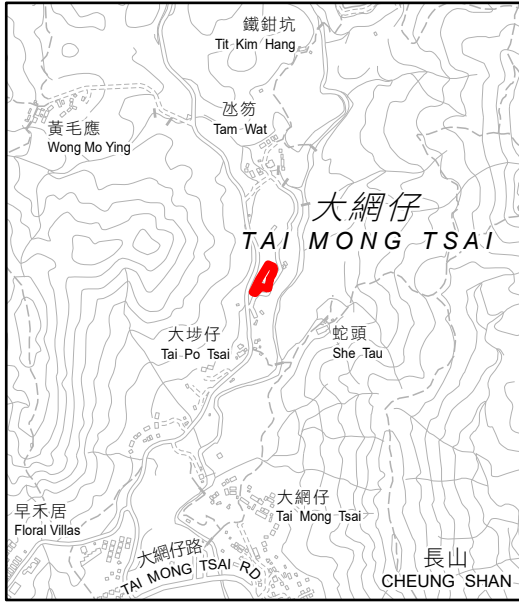 鐵鉗坑
Tit Kim Hang
氹笏
Tam Wat
黃毛應
Wong Mo Ying
大網仔
TAI MONG TSAI
大埗仔
Tai Po Tsai
蛇頭
She Tau
大網仔
Tai Mong Tsai
早禾居
Floral Villas
大網仔路
TAI MONG TSAI RD
長山
CHEUNG SHAN